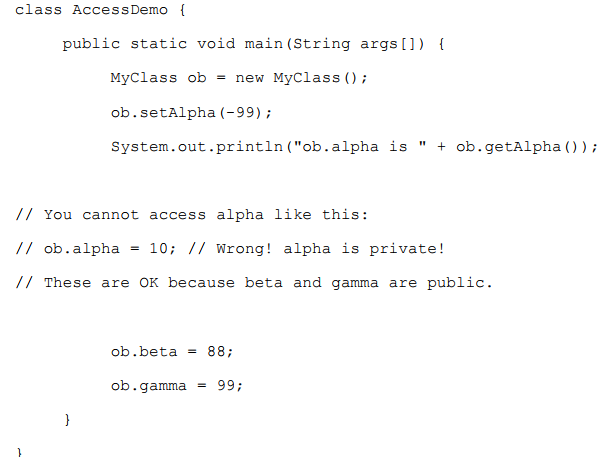 class AccessDemo {
public static void main(String args[]) {
MyClass ob = new MyClass();
ob.setAlpha(-99);
System.out.println("ob.alpha is " + ob.getAlpha());
// You cannot access alpha like this:
// ob.alpha = 10; // Wrong! alpha is private!
// These are OK because beta and gamma are public.
ob.beta = 88;
ob.gamma = 99;
}
}